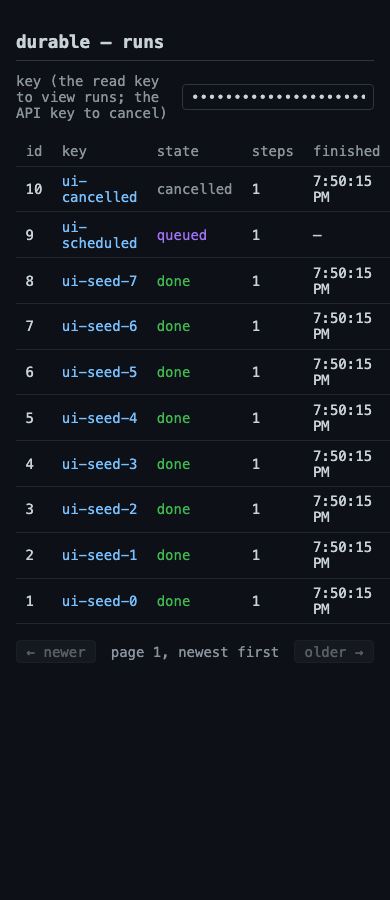 durable — runs
key (the read key
to view runs; the
API key to cancel)
id key state steps finished
10 ui-cancelled cancelled 1 7:50:15 PM
9 ui-scheduled queued 1 —
8 ui-seed-7 done 1 7:50:15 PM
7 ui-seed-6 done 1 7:50:15 PM
6 ui-seed-5 done 1 7:50:15 PM
5 ui-seed-4 done 1 7:50:15 PM
4 ui-seed-3 done 1 7:50:15 PM
3 ui-seed-2 done 1 7:50:15 PM
2 ui-seed-1 done 1 7:50:15 PM
1 ui-seed-0 done 1 7:50:15 PM
← newer page 1, newest first older →